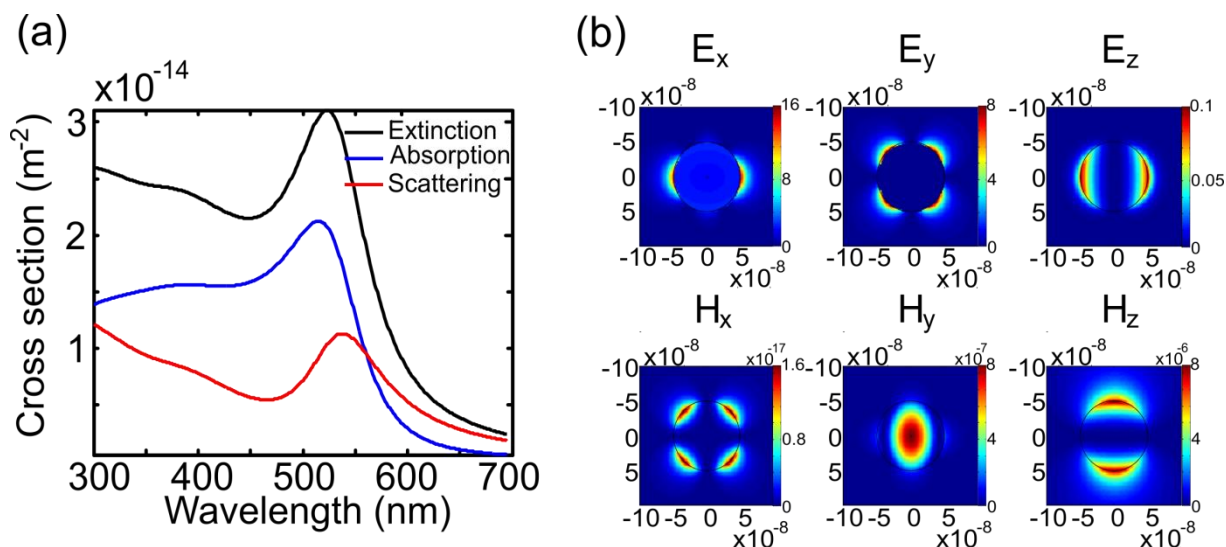 (a)
x10⁻¹⁴
Cross section (m⁻²)
3
2
1
Extinction
Absorption
Scattering
300 400 500 600 700
Wavelength (nm)
(b)
Eₓ
x10⁻⁸
-10
-5
0
5
-10 -5 0 5
x10⁻⁸
16
8
0
Eᵧ
x10⁻⁸
-10
-5
0
5
-10 -5 0 5
x10⁻⁸
8
4
0
E_z
x10⁻⁸
-10
-5
0
5
-10 -5 0 5
x10⁻⁸
0.1
0.05
0
Hₓ
x10⁻⁸
x10⁻¹⁷
-10
-5
0
5
-10 -5 0 5
x10⁻⁸
1.6
0.8
0
Hᵧ
x10⁻⁸
x10⁻⁷
-10
-5
0
5
-10 -5 0 5
x10⁻⁸
8
4
0
H_z
x10⁻⁸
x10⁻⁶
-10
-5
0
5
-10 -5 0 5
x10⁻⁸
8
4
0